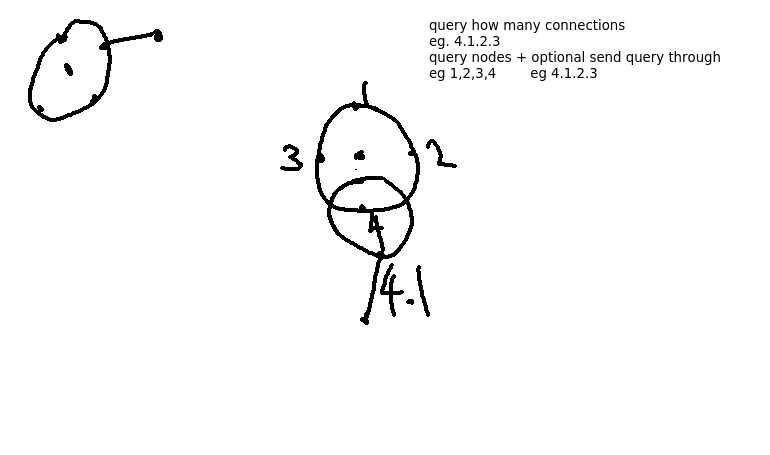 query how many connections
eg. 4.1.2.3
query nodes + optional send query through
eg 1,2,3,4 eg 4.1.2.3
1
3
2
4
4.1